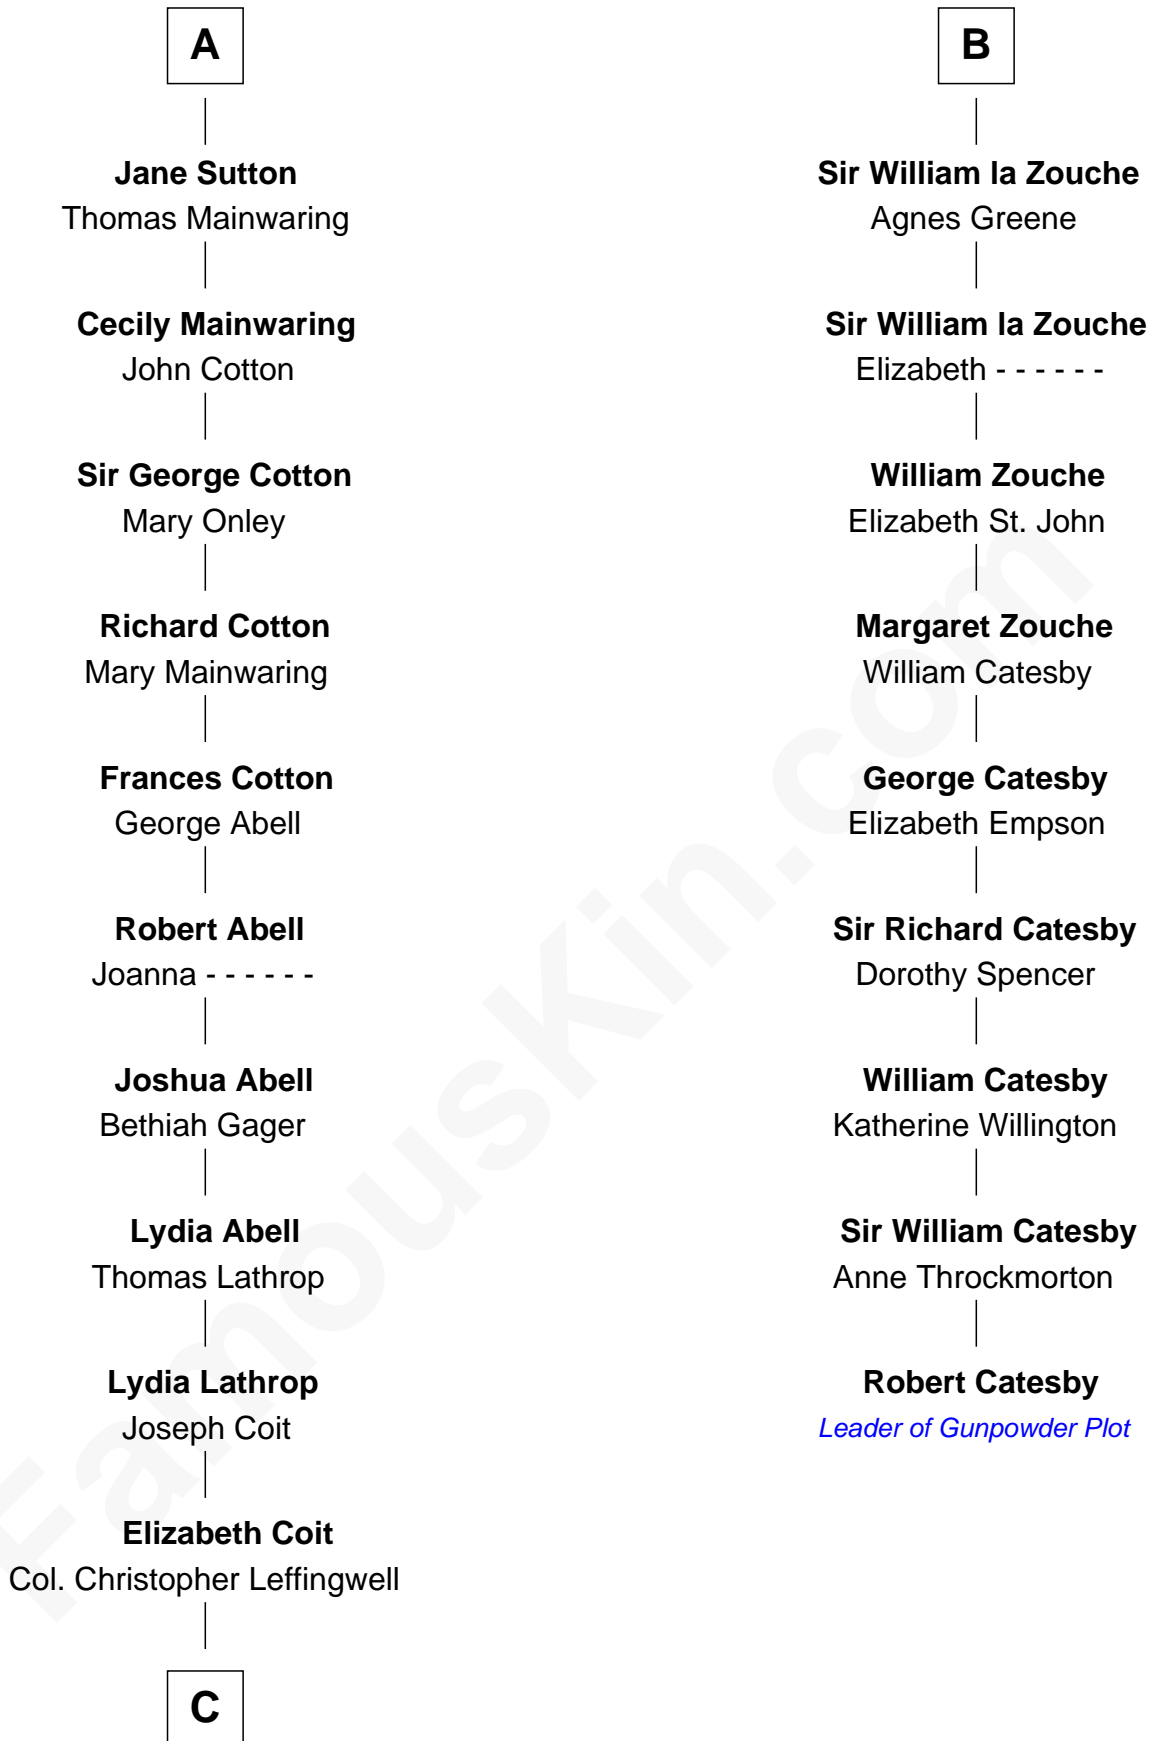 A
Jane Sutton
Thomas Mainwaring
Cecily Mainwaring
John Cotton
Sir George Cotton
Mary Onley
Richard Cotton
Mary Mainwaring
Frances Cotton
George Abell
Robert Abell
Joanna - - - - - -
Joshua Abell
Bethiah Gager
Lydia Abell
Thomas Lathrop
Lydia Lathrop
Joseph Coit
Elizabeth Coit
Col. Christopher Leffingwell
C
B
Sir William la Zouche
Agnes Greene
Sir William la Zouche
Elizabeth - - - - - -
William Zouche
Elizabeth St. John
Margaret Zouche
William Catesby
George Catesby
Elizabeth Empson
Sir Richard Catesby
Dorothy Spencer
William Catesby
Katherine Willington
Sir William Catesby
Anne Throckmorton
Robert Catesby
Leader of Gunpowder Plot
FamousKin.com